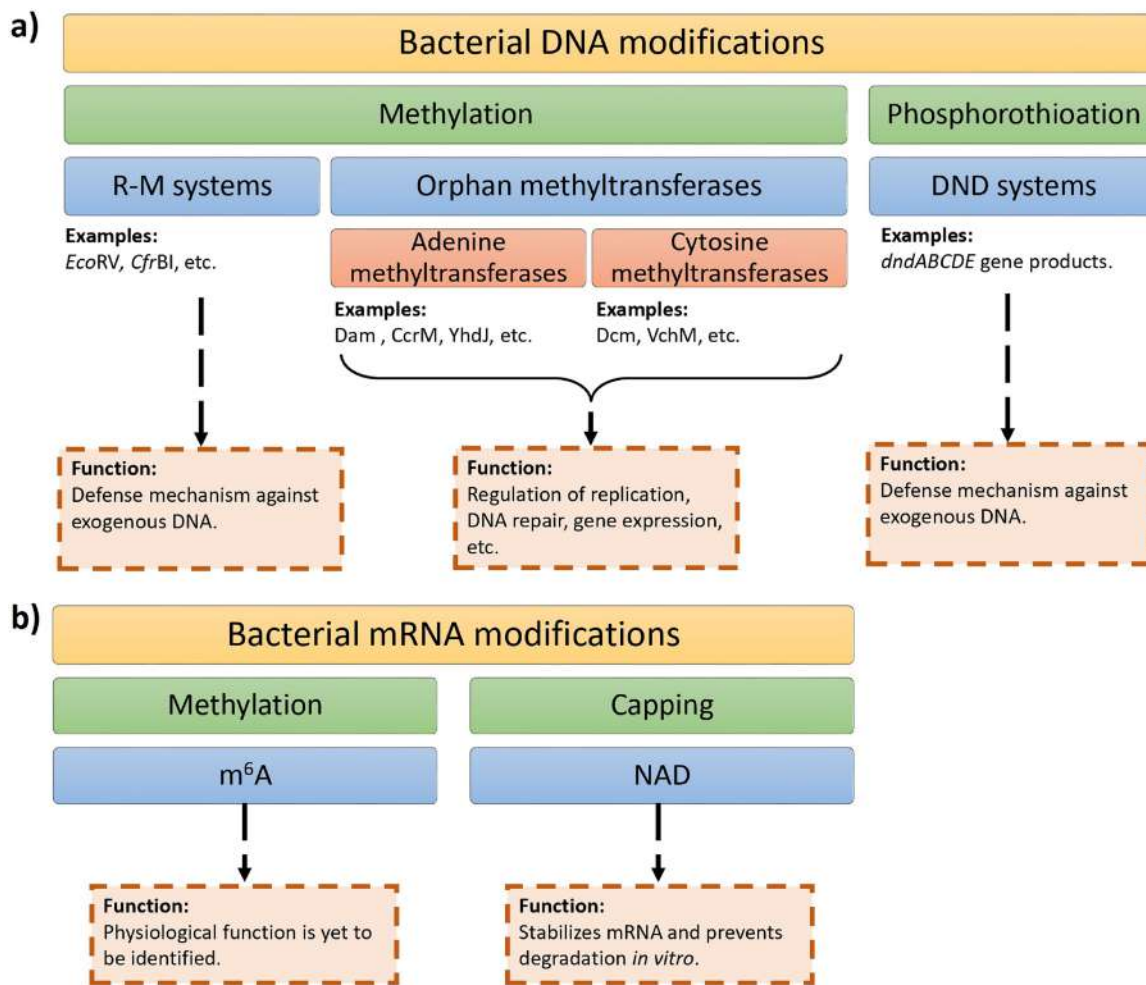 a)
Bacterial DNA modifications
Methylation
Phosphorothioation
R-M systems
Orphan methyltransferases
DND systems
Examples:
EcoRV, CfrBI, etc.
Adenine
methyltransferases
Cytosine
methyltransferases
Examples:
dndABCDE gene products.
Examples:
Dam , CcrM, YhdJ, etc.
Examples:
Dcm, VchM, etc.
Function:
Defense mechanism against
exogenous DNA.
Function:
Regulation of replication,
DNA repair, gene expression,
etc.
Function:
Defense mechanism against
exogenous DNA.
b)
Bacterial mRNA modifications
Methylation
Capping
m⁶A
NAD
Function:
Physiological function is yet to
be identified.
Function:
Stabilizes mRNA and prevents
degradation in vitro.